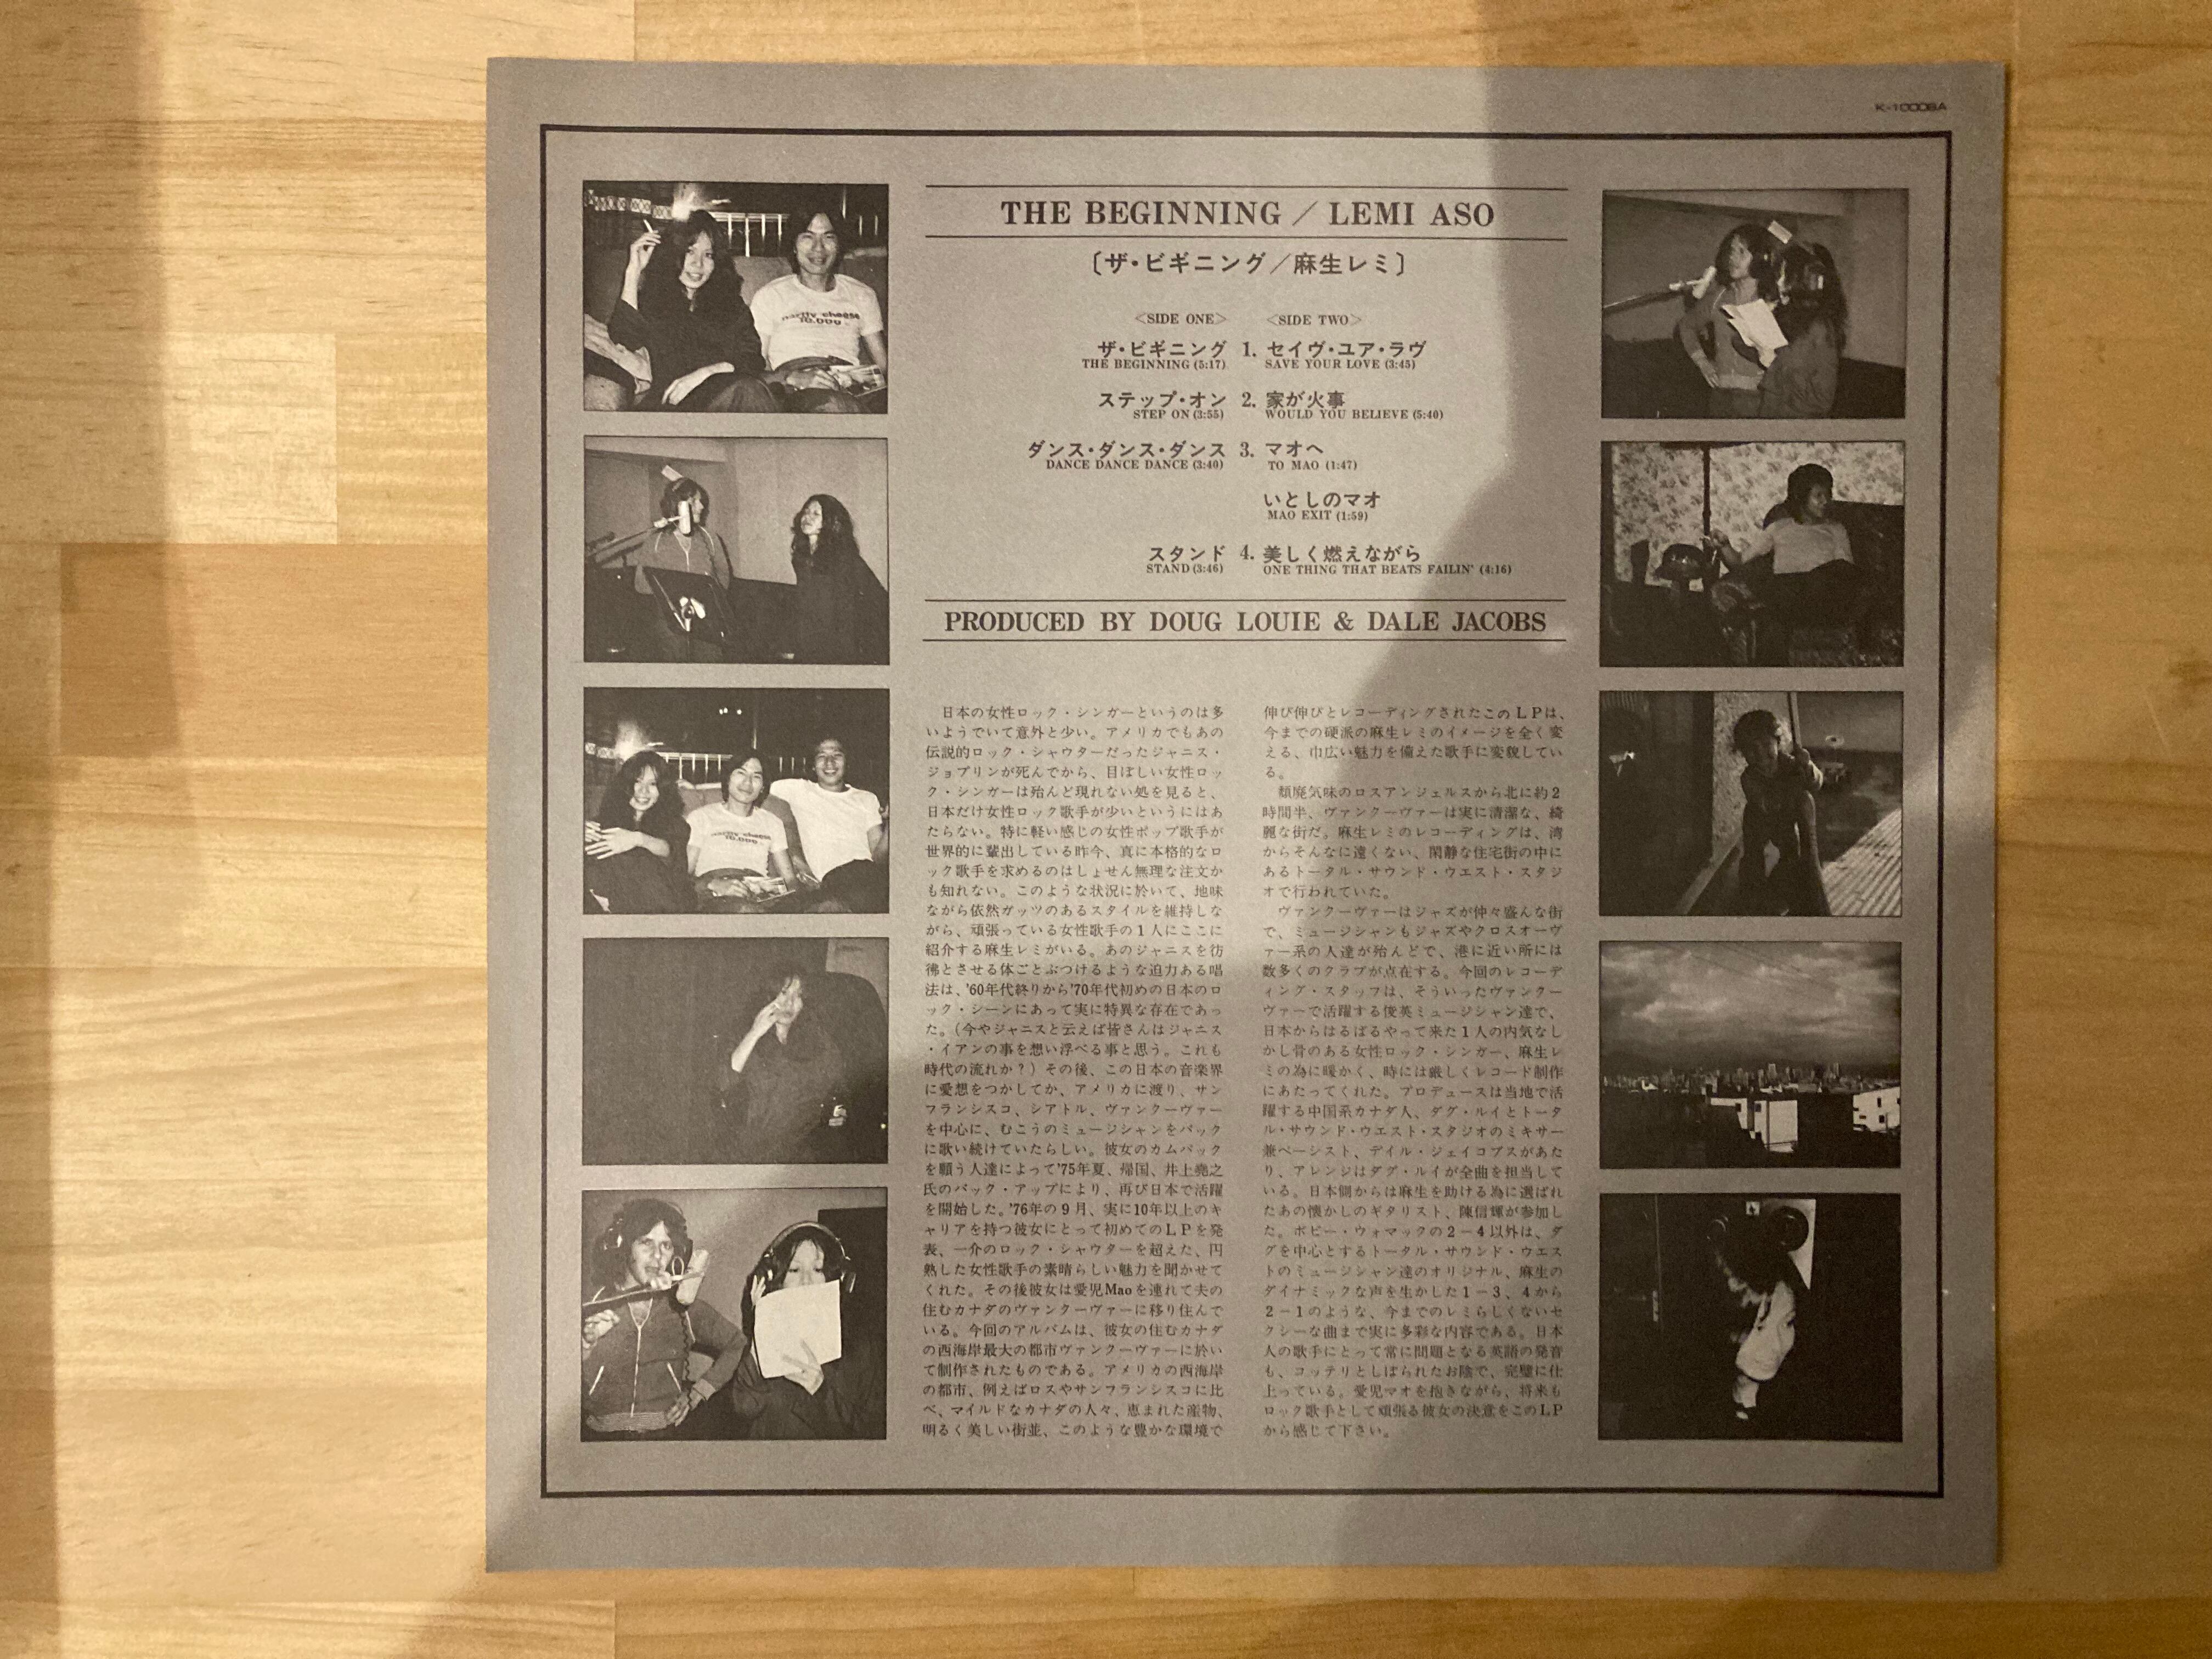 K-10006A
THE BEGINNING / LEMI ASO
〔ザ・ビギニング／麻生レミ〕
<SIDE ONE> <SIDE TWO>
ザ・ビギニング 1. セイヴ・ユア・ラヴ
THE BEGINNING (5:17) SAVE YOUR LOVE (3:45)
ステップ・オン 2. 家が火事
STEP ON (3:55) WOULD YOU BELIEVE (5:40)
ダンス・ダンス・ダンス 3. マオへ
DANCE DANCE DANCE (3:40) TO MAO (1:47)
いとしのマオ
MAO EXIT (1:59)
スタンド 4. 美しく燃えながら
STAND (3:46) ONE THING THAT BEATS FAILIN' (4:16)
PRODUCED BY DOUG LOUIE & DALE JACOBS
日本の女性ロック・シンガーというのは多
いようでいて意外と少い。アメリカでもあの
伝説的ロック・シャウターだったジャニス・
ジョプリンが死んでから、目ぼしい女性ロッ
ク・シンガーは殆んど現れない処を見ると、
日本だけ女性ロック歌手が少いというにはあ
たらない。特に軽い感じの女性ポップ歌手が
世界的に輩出している昨今、真に本格的なロ
ック歌手を求めるのはしょせん無理な注文か
も知れない。このような状況に於いて、地味
ながら依然ガッツのあるスタイルを維持しな
がら、頑張っている女性歌手の1人にここに
紹介する麻生レミがいる。あのジャニスを彷
彿とさせる体ごとぶつけるような迫力ある唱
法は、'60年代終りから'70年代初めの日本のロ
ック・シーンにあって実に特異な存在であっ
た。（今やジャニスと云えば皆さんはジャニス
・イアンの事を想い浮べる事と思う。これも
時代の流れか？）その後、この日本の音楽界
に愛想をつかしてか、アメリカに渡り、サン
フランシスコ、シアトル、ヴァンクーヴァー
を中心に、むこうのミュージシャンをバック
に歌い続けていたらしい。彼女のカムバック
を願う人達によって'75年夏、帰国、井上堯之
氏のバック・アップにより、再び日本で活躍
を開始した。'76年の9月、実に10年以上のキ
ャリアを持つ彼女にとって初めてのLPを発
表、一介のロック・シャウターを超えた、円
熟した女性歌手の素晴らしい魅力を聞かせて
くれた。その後彼女は愛児Maoを連れて夫の
住むカナダのヴァンクーヴァーに移り住んで
いる。今回のアルバムは、彼女の住むカナダ
の西海岸最大の都市ヴァンクーヴァーに於い
て制作されたものである。アメリカの西海岸
の都市、例えばロスやサンフランシスコに比
べ、マイルドなカナダの人々、恵まれた産物、
明るく美しい街並、このような豊かな環境で
伸び伸びとレコーディングされたこのLPは、
今までの硬派の麻生レミのイメージを全く変
える、巾広い魅力を備えた歌手に変貌してい
る。
頽廃気味のロスアンジェルスから北に約2
時間半、ヴァンクーヴァーは実に清潔な、綺
麗な街だ。麻生レミのレコーディングは、湾
からそんなに遠くない、閑静な住宅街の中に
あるトータル・サウンド・ウエスト・スタジ
オで行われていた。
ヴァンクーヴァーはジャズが仲々盛んな街
で、ミュージシャンもジャズやクロスオーヴ
ァー系の人達が殆んどで、港に近い所には
数多くのクラブが点在する。今回のレコーデ
ィング・スタッフは、そういったヴァンクー
ヴァーで活躍する俊英ミュージシャン達で、
日本からはるばるやって来た1人の内気なし
かし骨のある女性ロック・シンガー、麻生レ
ミの為に暖かく、時には厳しくレコード制作
にあたってくれた。プロデュースは当地で活
躍する中国系カナダ人、ダグ・ルイとトータ
ル・サウンド・ウエスト・スタジオのミキサー
兼ベーシスト、デイル・ジェイコブスがあた
り、アレンジはダグ・ルイが全曲を担当して
いる。日本側からは麻生を助ける為に選ばれ
たあの懐かしのギタリスト、陳信輝が参加し
た。ボビー・ウォマックの2－4以外は、ダ
グを中心とするトータル・サウンド・ウエス
トのミュージシャン達のオリジナル、麻生の
ダイナミックな声を生かした1－3、4から
2－1のような、今までのレミらしくないセ
クシーな曲まで実に多彩な内容である。日本
人の歌手にとって常に問題となる英語の発音
も、コッテリとしぼられたお陰で、完璧に仕
上っている。愛児マオを抱きながら、将来も
ロック歌手として頑張る彼女の決意をこのLP
から感じて下さい。